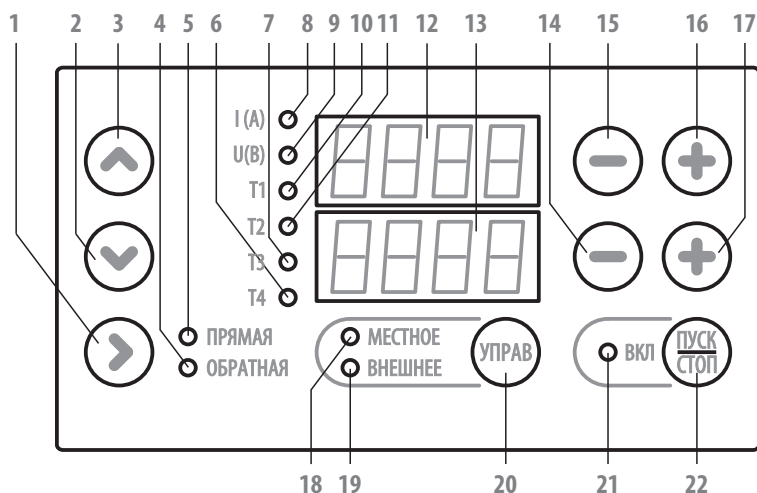 1 2 3 4 5 6 7 8 9 10 11 12 13 14 15 16 17
I (A)
U(B)
T1
T2
T3
T4
ПРЯМАЯ
ОБРАТНАЯ
МЕСТНОЕ
ВНЕШНЕЕ
УПРАВ
ВКЛ
ПУСК
СТОП
18 19 20 21 22